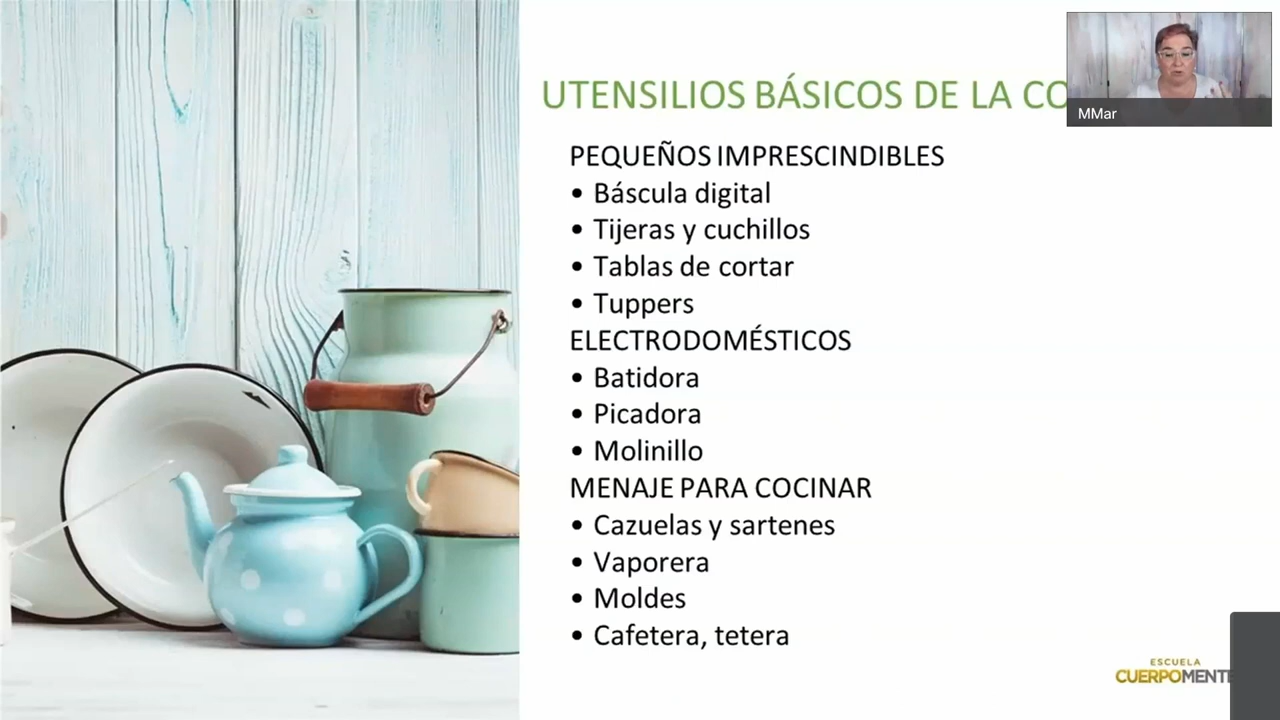 UTENSILIOS BÁSICOS DE LA CO
MMar
PEQUEÑOS IMPRESCINDIBLES
• Báscula digital
• Tijeras y cuchillos
• Tablas de cortar
• Tuppers
ELECTRODOMÉSTICOS
• Batidora
• Picadora
• Molinillo
MENAJE PARA COCINAR
• Cazuelas y sartenes
• Vaporera
• Moldes
• Cafetera, tetera
ESCUELA
CUERPOMENTE